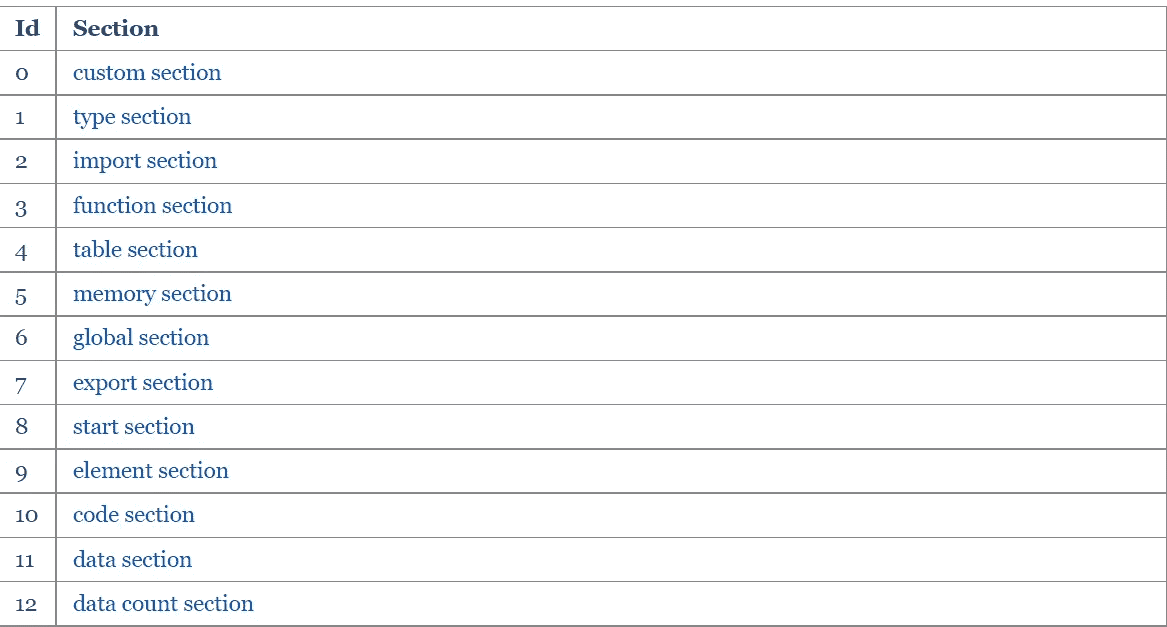 Id Section
0 custom section
1 type section
2 import section
3 function section
4 table section
5 memory section
6 global section
7 export section
8 start section
9 element section
10 code section
11 data section
12 data count section